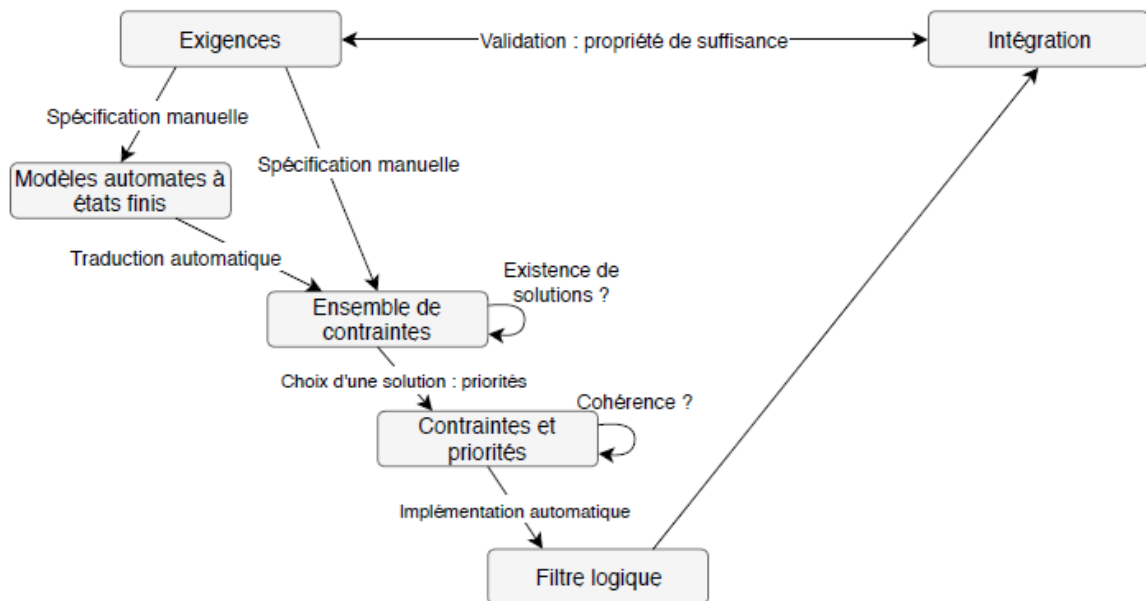 Exigences
Validation : propriété de suffisance
Intégration
Spécification manuelle
Spécification manuelle
Modèles automates à
états finis
Traduction automatique
Existence de
solutions ?
Ensemble de
contraintes
Choix d'une solution : priorités
Cohérence ?
Contraintes et
priorités
Implémentation automatique
Filtre logique